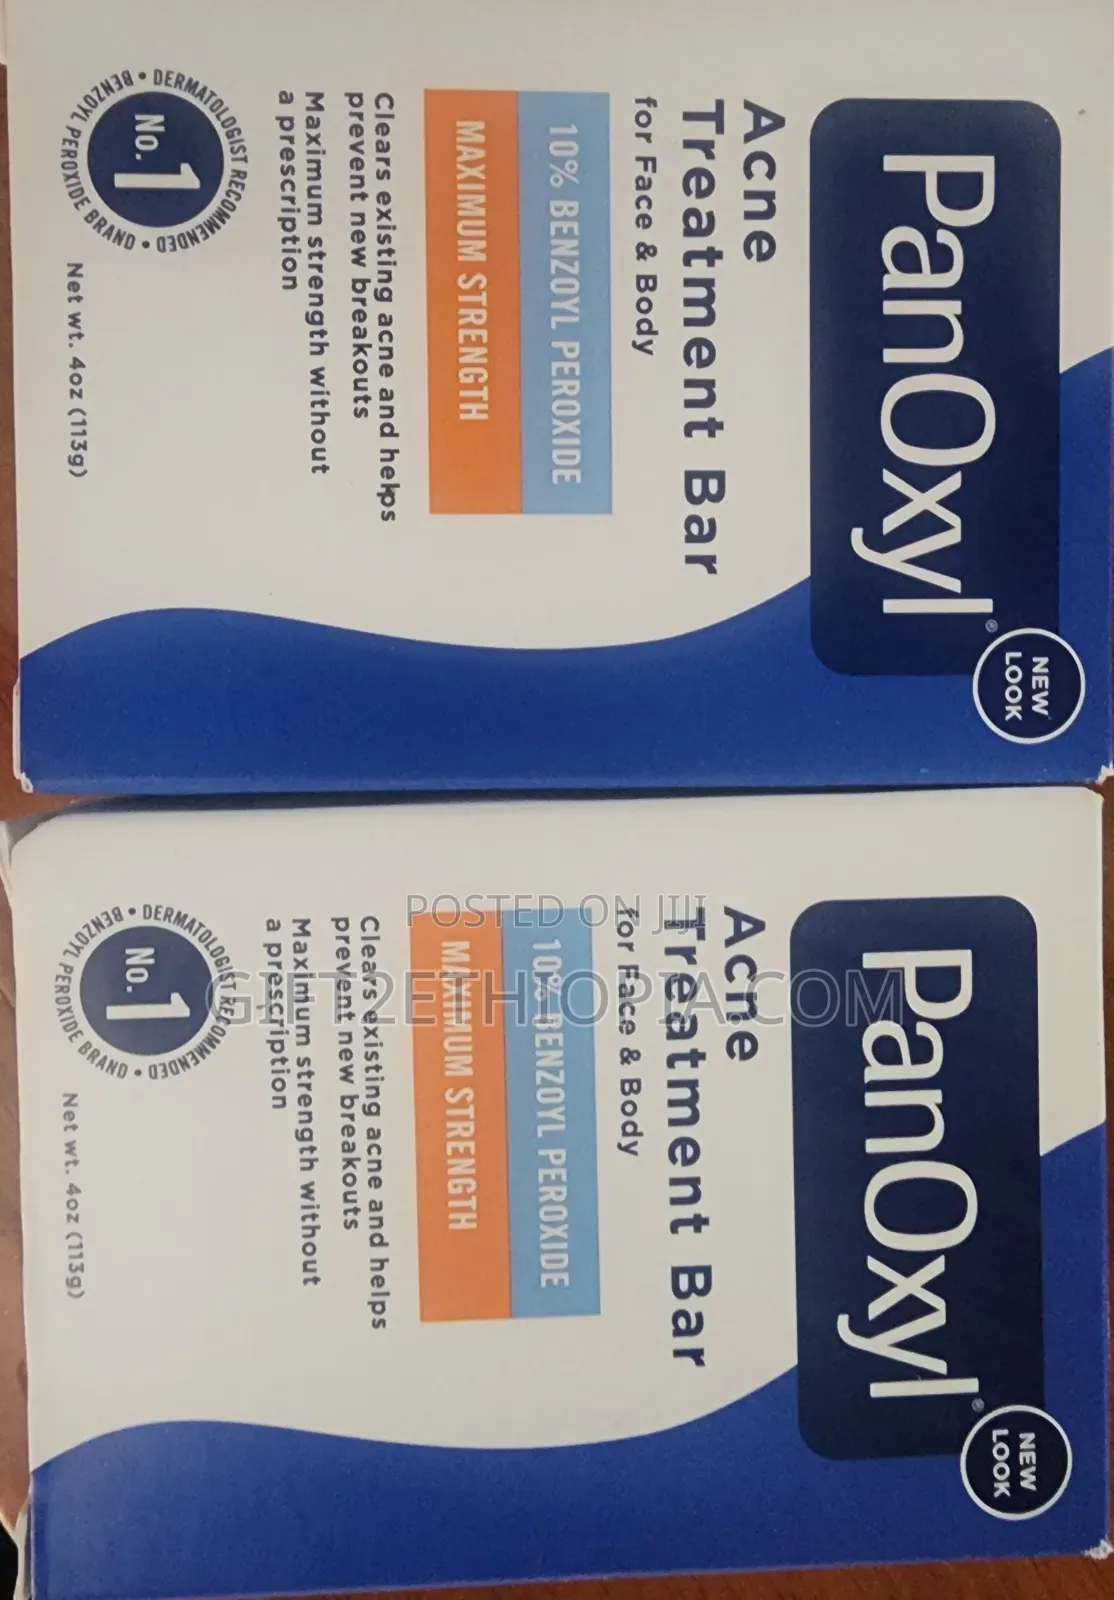 PanOxyl®
NEW
LOOK
Acne
Treatment Bar
for Face & Body
10% BENZOYL PEROXIDE
MAXIMUM STRENGTH
Clears existing acne and helps
prevent new breakouts
Maximum strength without
a prescription
DERMATOLOGIST RECOMMENDED • BENZOYL PEROXIDE BRAND •
No. 1
Net wt. 4oz (113g)
PanOxyl®
NEW
LOOK
Acne
Treatment Bar
for Face & Body
10% BENZOYL PEROXIDE
MAXIMUM STRENGTH
Clears existing acne and helps
prevent new breakouts
Maximum strength without
a prescription
DERMATOLOGIST RECOMMENDED • BENZOYL PEROXIDE BRAND •
No. 1
Net wt. 4oz (113g)
POSTED ON JIJI
GIFT2ETHIOPIA.COM